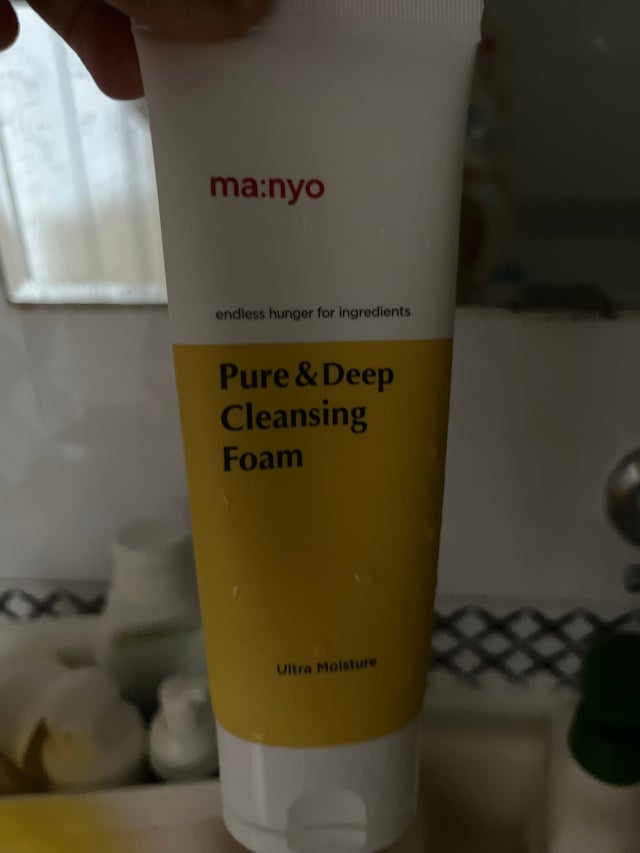 ma:nyo
endless hunger for ingredients
Pure & Deep
Cleansing
Foam
Ultra Moisture